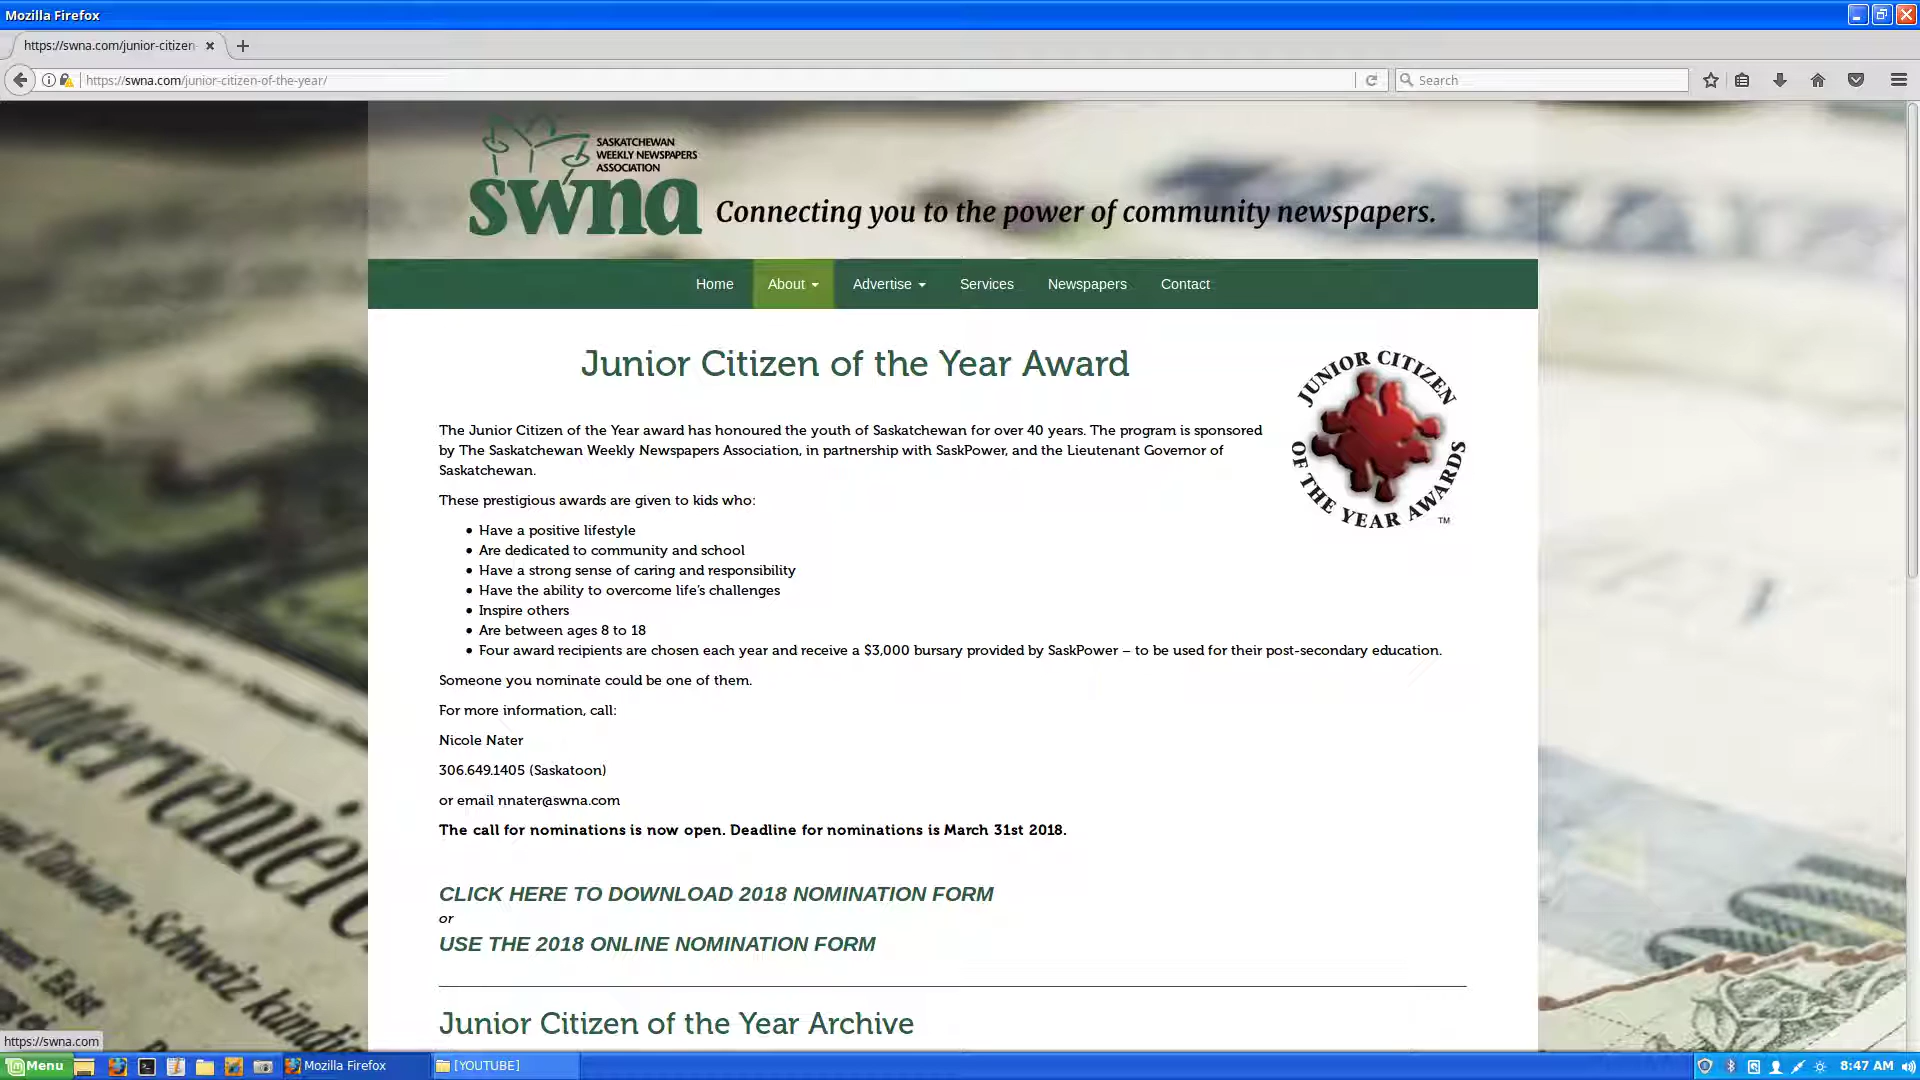 Mozilla Firefox
https://swna.com/junior-citizen-
https://swna.com/junior-citizen-of-the-year/
Search
SASKATCHEWAN
WEEKLY NEWSPAPERS
ASSOCIATION
swna
Connecting you to the power of community newspapers.
Home About Advertise Services Newspapers Contact
Junior Citizen of the Year Award
JUNIOR CITIZEN
OF THE YEAR AWARDS
TM
The Junior Citizen of the Year award has honoured the youth of Saskatchewan for over 40 years. The program is sponsored
by The Saskatchewan Weekly Newspapers Association, in partnership with SaskPower, and the Lieutenant Governor of
Saskatchewan.
These prestigious awards are given to kids who:
• Have a positive lifestyle
• Are dedicated to community and school
• Have a strong sense of caring and responsibility
• Have the ability to overcome life's challenges
• Inspire others
• Are between ages 8 to 18
• Four award recipients are chosen each year and receive a $3,000 bursary provided by SaskPower – to be used for their post-secondary education.
Someone you nominate could be one of them.
For more information, call:
Nicole Nater
306.649.1405 (Saskatoon)
or email nnater@swna.com
The call for nominations is now open. Deadline for nominations is March 31st 2018.
CLICK HERE TO DOWNLOAD 2018 NOMINATION FORM
or
USE THE 2018 ONLINE NOMINATION FORM
Junior Citizen of the Year Archive
Schweiz kündi
Es ist
https://swna.com
Menu
Mozilla Firefox
[YOUTUBE]
8:47 AM